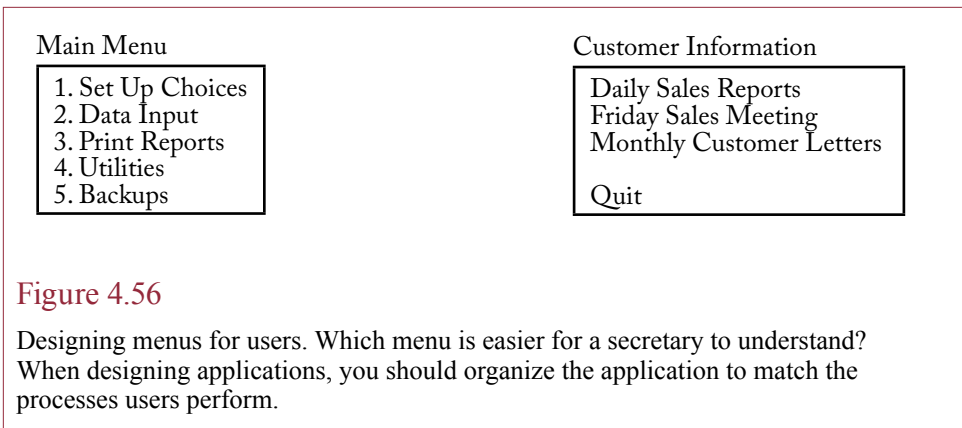 Main Menu
1. Set Up Choices
2. Data Input
3. Print Reports
4. Utilities
5. Backups
Customer Information
Daily Sales Reports
Friday Sales Meeting
Monthly Customer Letters
Quit
Figure 4.56
Designing menus for users. Which menu is easier for a secretary to understand?
When designing applications, you should organize the application to match the
processes users perform.